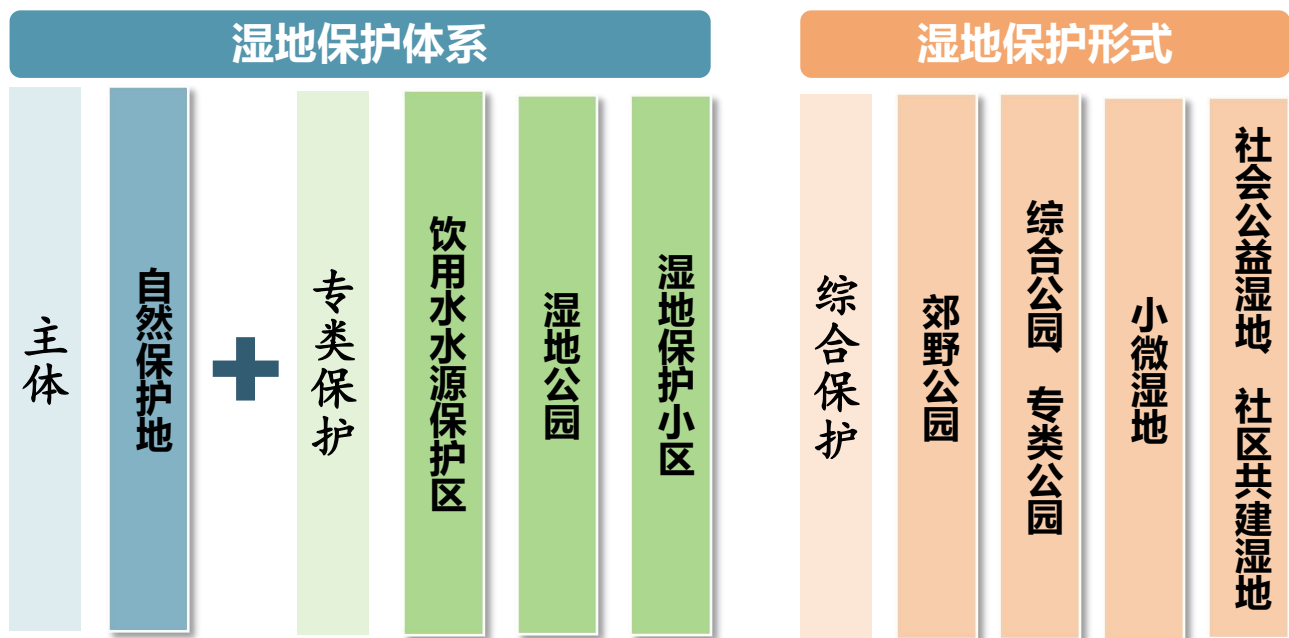 湿地保护体系
湿地保护形式
主体
自然保护地
专类保护
饮用水水源保护区
湿地公园
湿地保护小区
综合保护
郊野公园
综合公园、专类公园
小微湿地
社会公益湿地、社区共建湿地